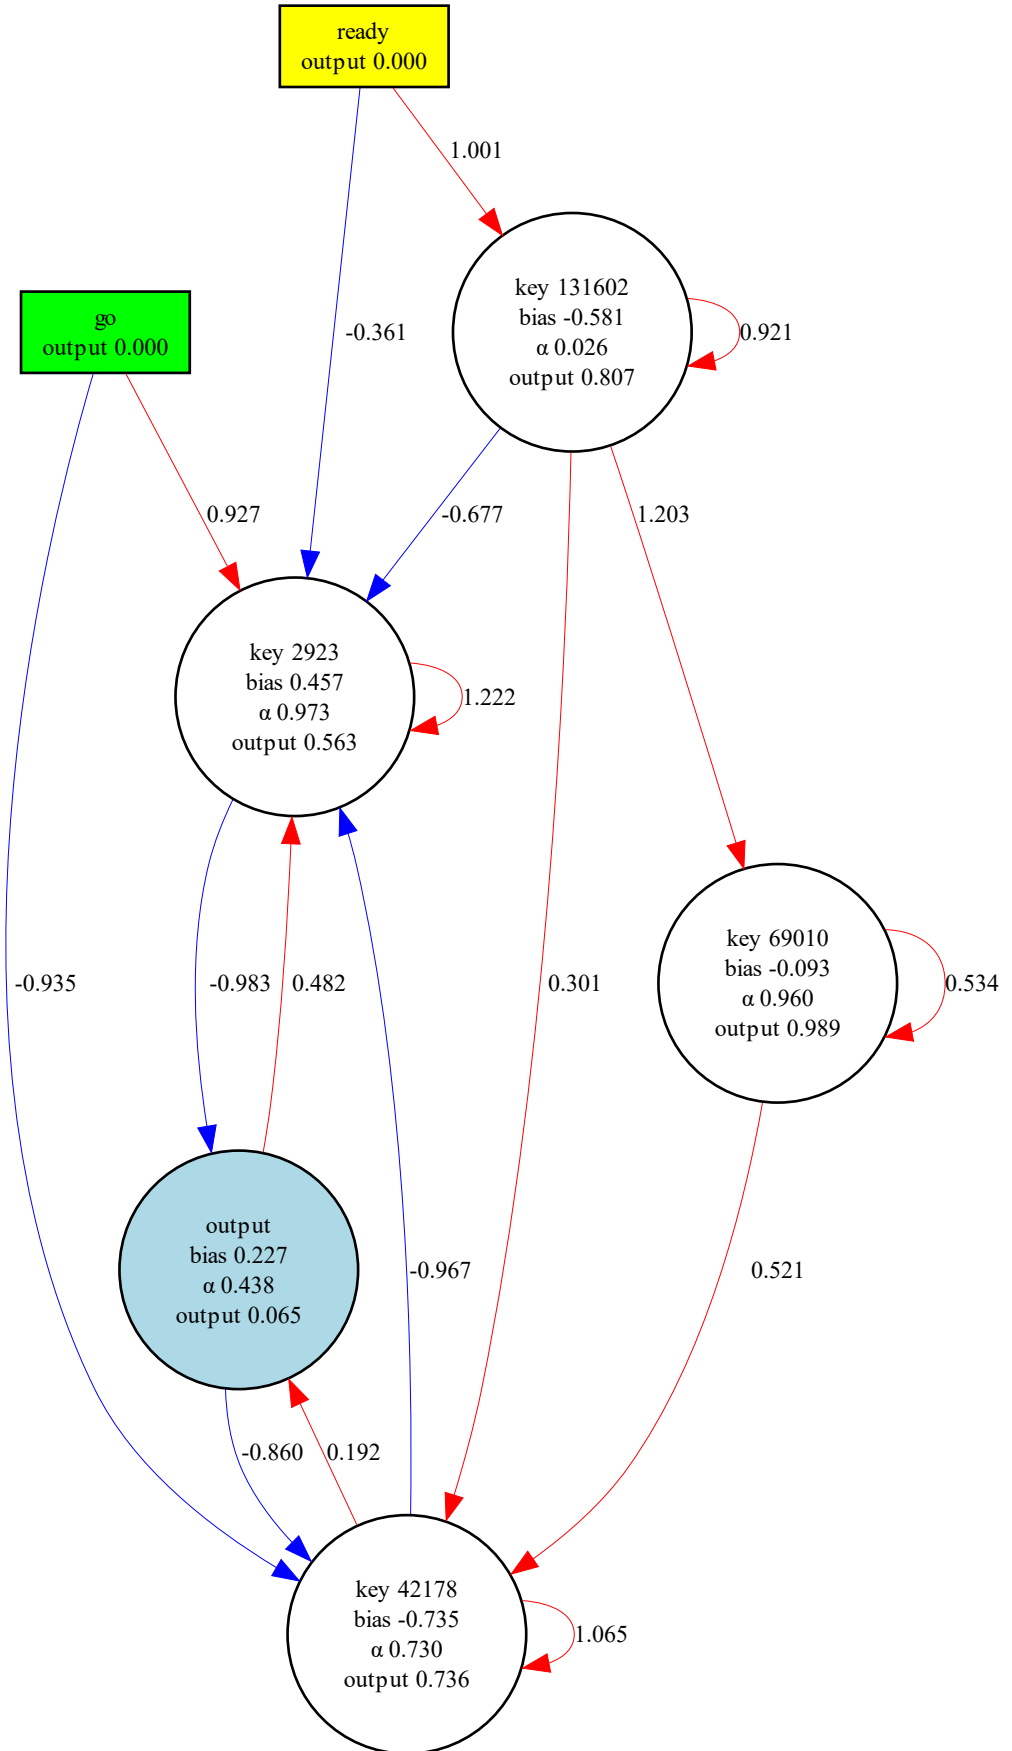 ready
output 0.000
1.001
key 131602
bias -0.581
α 0.026
output 0.807
0.921
go
output 0.000
-0.361
0.927
-0.677
1.203
key 2923
bias 0.457
α 0.973
output 0.563
1.222
key 69010
bias -0.093
α 0.960
output 0.989
0.534
-0.935
-0.983
0.482
0.301
output
bias 0.227
α 0.438
output 0.065
-0.967
0.521
-0.860
0.192
key 42178
bias -0.735
α 0.730
output 0.736
1.065